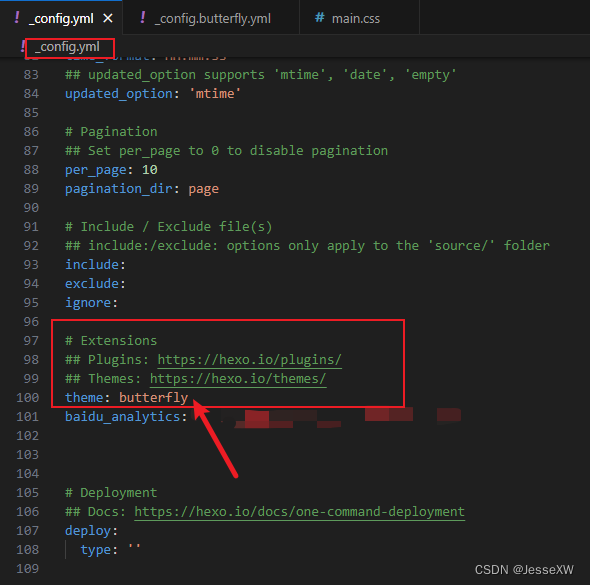 ! _config.yml × ! _config.butterfly.yml # main.css
! _config.yml
83 ## updated_option supports 'mtime', 'date', 'empty'
84 updated_option: 'mtime'
85
86 # Pagination
87 ## Set per_page to 0 to disable pagination
88 per_page: 10
89 pagination_dir: page
90
91 # Include / Exclude file(s)
92 ## include:/exclude: options only apply to the 'source/' folder
93 include:
94 exclude:
95 ignore:
96
97 # Extensions
98 ## Plugins: https://hexo.io/plugins/
99 ## Themes: https://hexo.io/themes/
100 theme: butterfly
101 baidu_analytics:
102
103
104
105 # Deployment
106 ## Docs: https://hexo.io/docs/one-command-deployment
107 deploy:
108 type: ''
109
CSDN @JesseXW